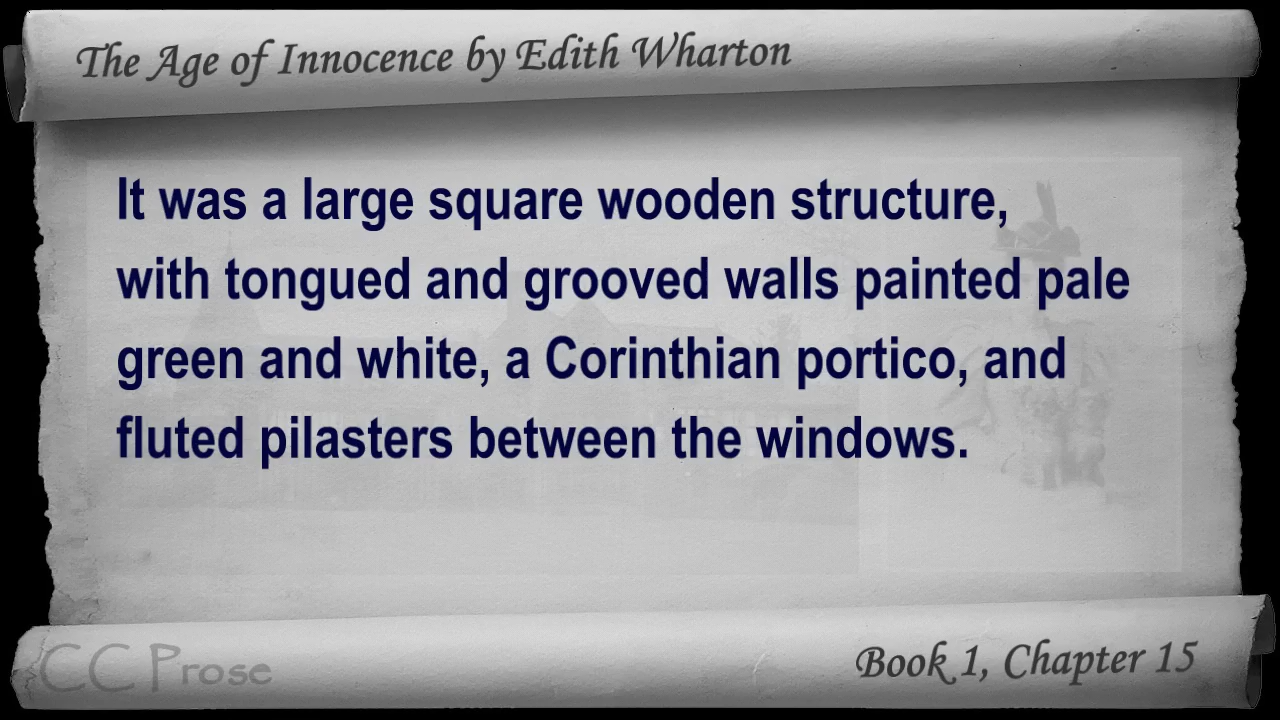 The Age of Innocence by Edith Wharton
It was a large square wooden structure,
with tongued and grooved walls painted pale
green and white, a Corinthian portico, and
fluted pilasters between the windows.
CC Prose
Book 1, Chapter 15